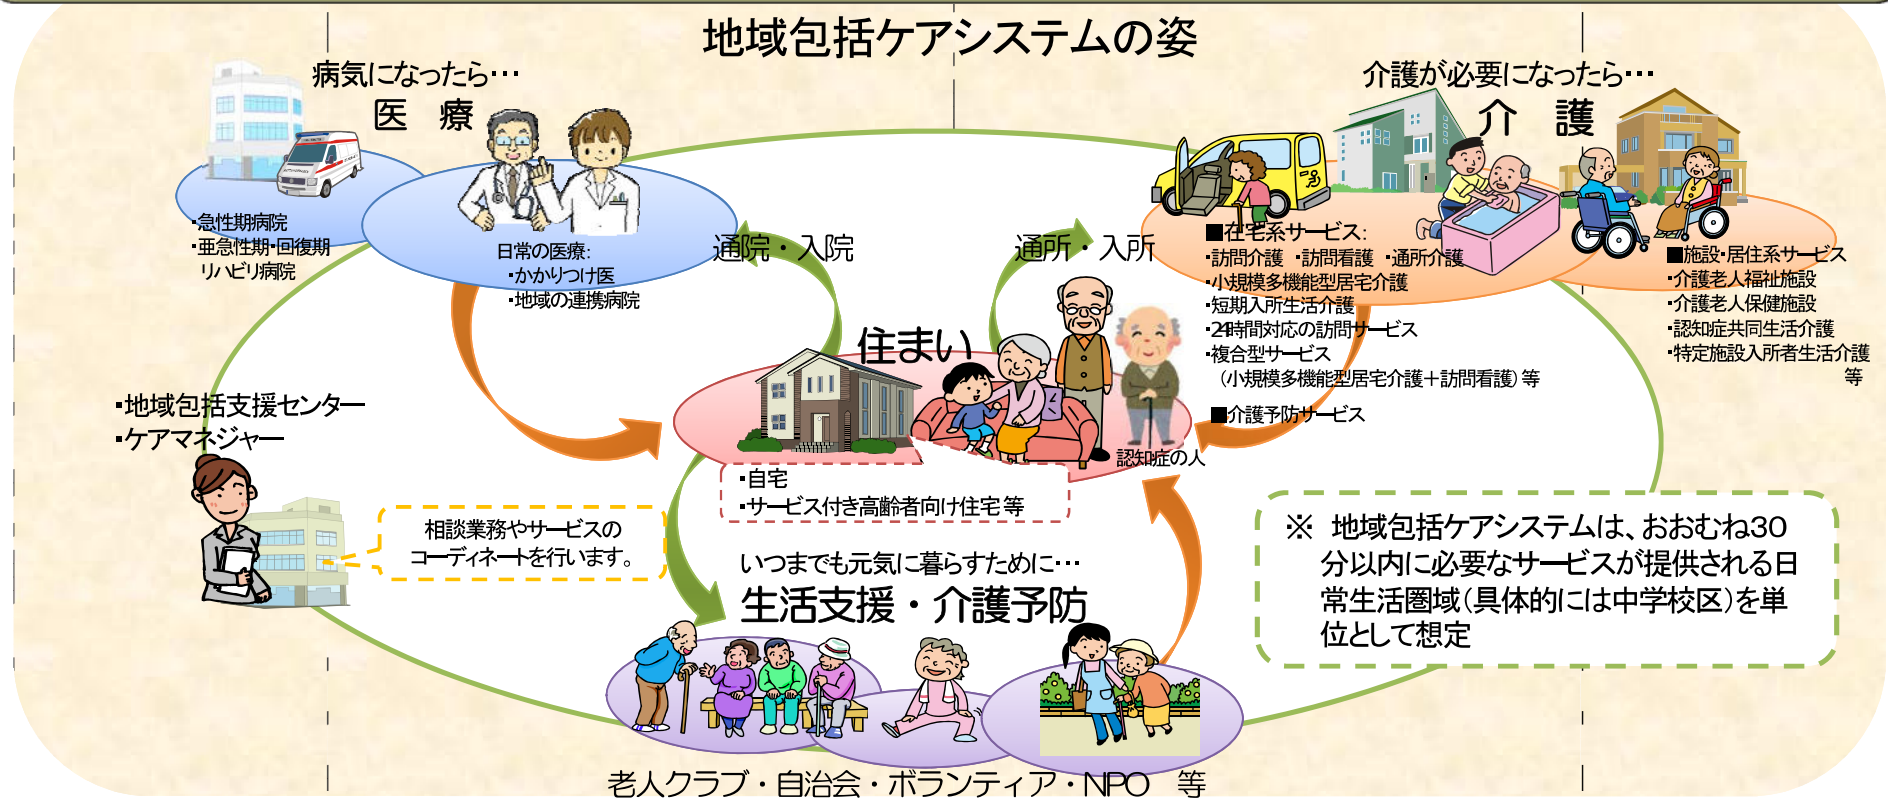 地域包括ケアシステムの姿
病気になったら…
医 療
・急性期病院
・亜急性期・回復期
リハビリ病院
日常の医療:
・かかりつけ医
・地域の連携病院
通院・入院
通所・入所
介護が必要になったら…
介 護
■在宅系サービス:
・訪問介護 ・訪問看護 ・通所介護
・小規模多機能型居宅介護
・短期入所生活介護
・24時間対応の訪問サービス
・複合型サービス
(小規模多機能型居宅介護+訪問看護)等
■介護予防サービス
■施設・居住系サービス
・介護老人福祉施設
・介護老人保健施設
・認知症共同生活介護
・特定施設入所者生活介護
等
住まい
認知症の人
・自宅
・サービス付き高齢者向け住宅 等
・地域包括支援センター
・ケアマネジャー
相談業務やサービスの
コーディネートを行います。
いつまでも元気に暮らすために…
生活支援・介護予防
老人クラブ・自治会・ボランティア・NPO 等
※ 地域包括ケアシステムは、おおむね30
分以内に必要なサービスが提供される日
常生活圏域(具体的には中学校区)を単
位として想定